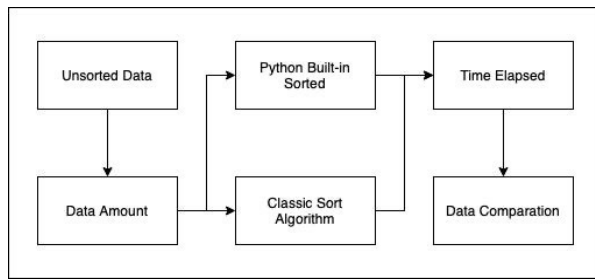 Unsorted Data
Python Built-in
Sorted
Time Elapsed
Data Amount
Classic Sort
Algorithm
Data Comparation